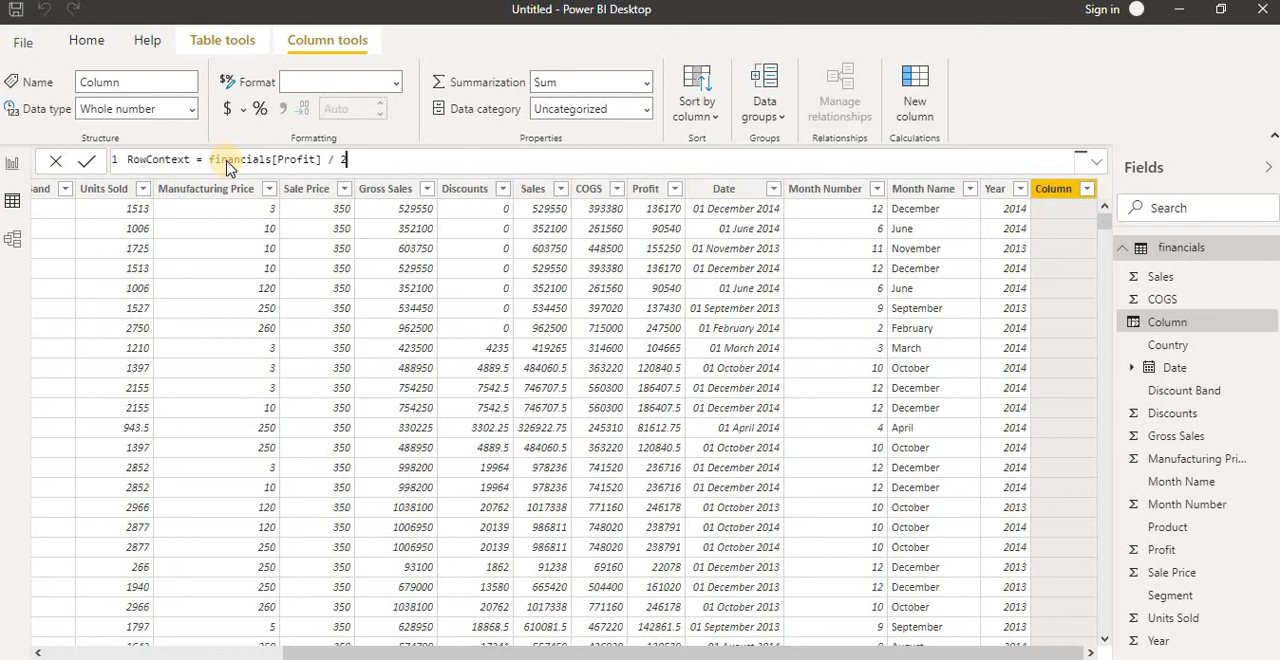 Untitled - Power BI Desktop
Sign in
File
Home
Help
Table tools
Column tools
Name
Column
Format
Summarization
Sum
Data type
Whole number
$ % 9 Auto
Data category
Uncategorized
Sort by column
Data groups
Manage relationships
New column
Structure
Formatting
Properties
Sort
Groups
Relationships
Calculations
1 RowContext = financials[Profit] / 2
Band Units Sold Manufacturing Price Sale Price Gross Sales Discounts Sales COGS Profit Date Month Number Month Name Year Column
1513 3 350 529550 0 529550 393380 136170 01 December 2014 12 December 2014
1006 10 350 352100 0 352100 261560 90540 01 June 2014 6 June 2014
1725 10 350 603750 0 603750 448500 155250 01 November 2013 11 November 2013
1513 10 350 529550 0 529550 393380 136170 01 December 2014 12 December 2014
1006 120 350 352100 0 352100 261560 90540 01 June 2014 6 June 2014
1527 250 350 534450 0 534450 397020 137430 01 September 2013 9 September 2013
2750 260 350 962500 0 962500 715000 247500 01 February 2014 2 February 2014
1210 3 350 423500 4235 419265 314600 104665 01 March 2014 3 March 2014
1397 3 350 488950 4889.5 484060.5 363220 120840.5 01 October 2014 10 October 2014
2155 3 350 754250 7542.5 746707.5 560300 186407.5 01 December 2014 12 December 2014
2155 10 350 754250 7542.5 746707.5 560300 186407.5 01 December 2014 12 December 2014
943.5 250 350 330225 3302.25 326922.75 245310 81612.75 01 April 2014 4 April 2014
1397 250 350 488950 4889.5 484060.5 363220 120840.5 01 October 2014 10 October 2014
2852 3 350 998200 19964 978236 741520 236716 01 December 2014 12 December 2014
2852 10 350 998200 19964 978236 741520 236716 01 December 2014 12 December 2014
2966 120 350 1038100 20762 1017338 771160 246178 01 October 2013 10 October 2013
2877 120 350 1006950 20139 986811 748020 238791 01 October 2014 10 October 2014
2877 250 350 1006950 20139 986811 748020 238791 01 October 2014 10 October 2014
266 250 350 93100 1862 91238 69160 22078 01 December 2013 12 December 2013
1940 250 350 679000 13580 665420 504400 161020 01 December 2013 12 December 2013
2966 260 350 1038100 20762 1017338 771160 246178 01 October 2013 10 October 2013
1797 5 350 628950 18868.5 610081.5 467220 142861.5 01 September 2013 9 September 2013
Fields
Search
financials
Sales
COGS
Column
Country
Date
Discount Band
Discounts
Gross Sales
Manufacturing Pri...
Month Name
Month Number
Product
Profit
Sale Price
Segment
Units Sold
Year